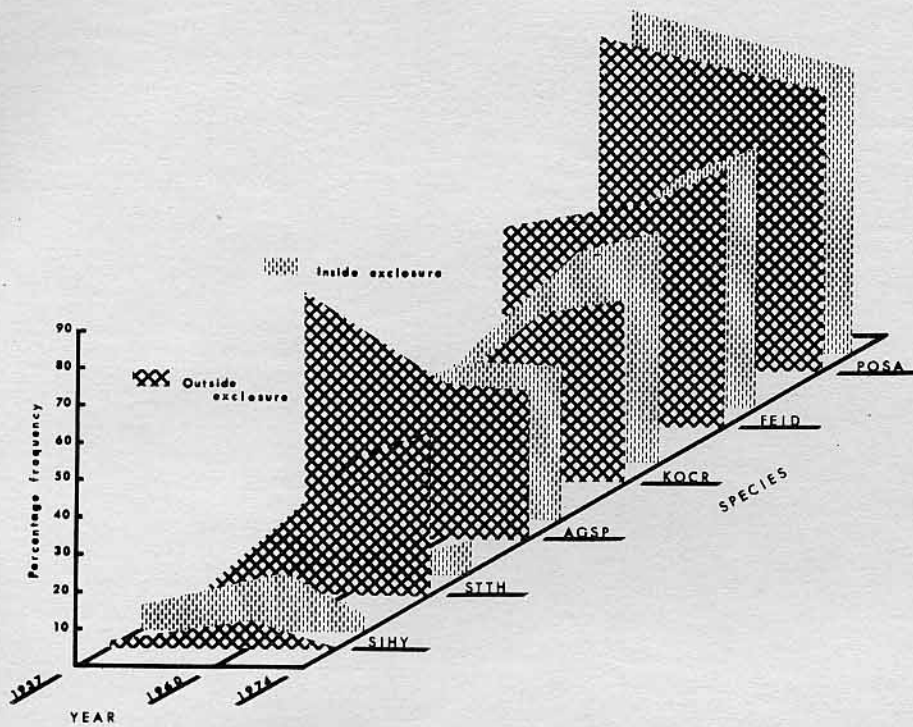 Inside exclosure
Outside
exclosure
90
80
70
60
50
40
30
20
10
Percentage frequency
POSA
FEID
KOCR
AGSP
STTH
SIHY
SPECIES
1937
1960
1974
YEAR